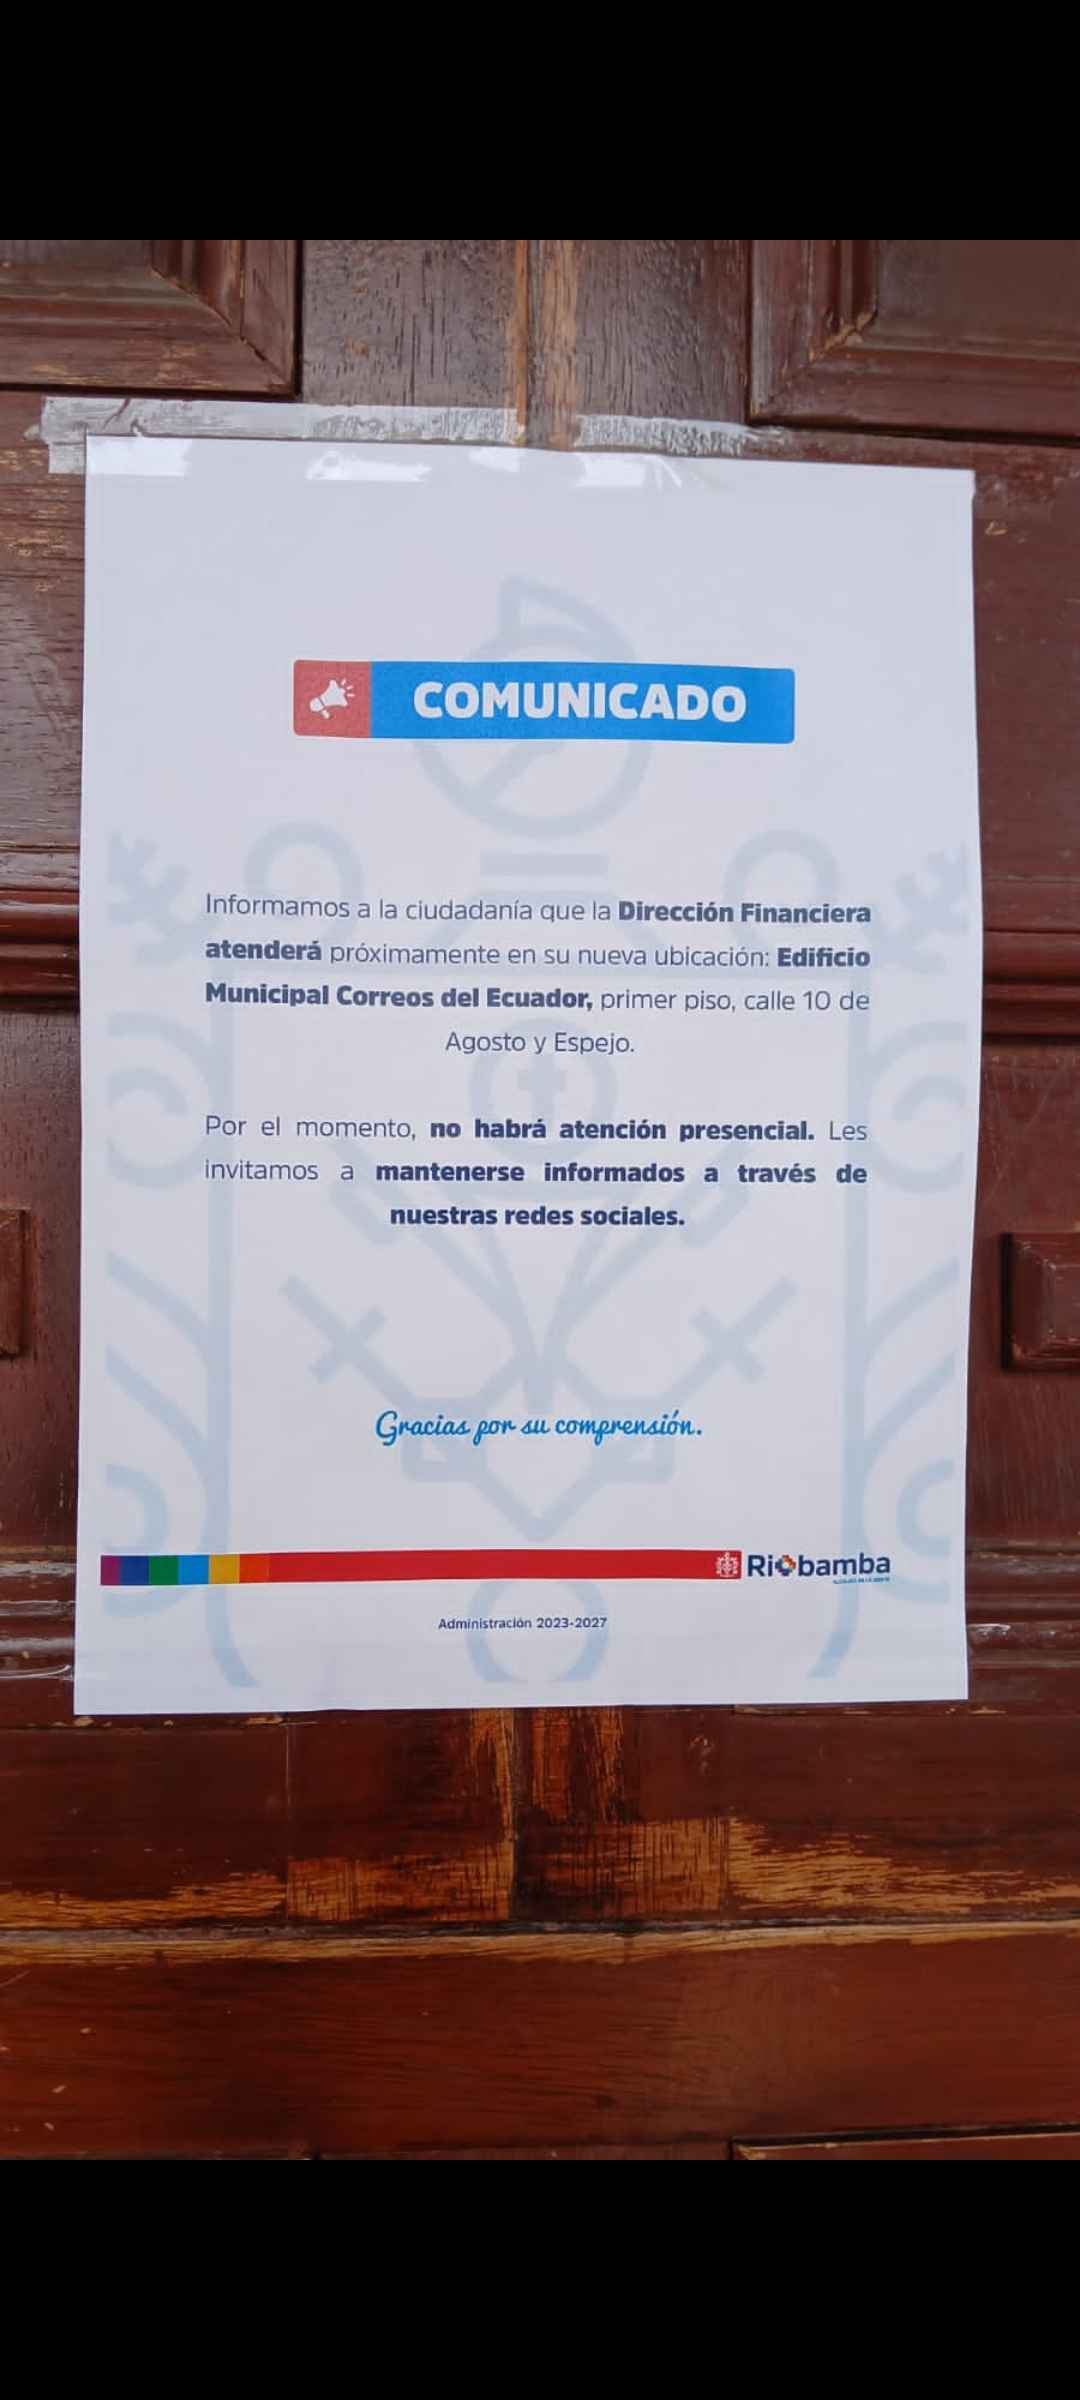 COMUNICADO
Informamos a la ciudadanía que la Dirección Financiera
atenderá próximamente en su nueva ubicación: Edificio
Municipal Correos del Ecuador, primer piso, calle 10 de
Agosto y Espejo.
Por el momento, no habrá atención presencial. Les
invitamos a mantenerse informados a través de
nuestras redes sociales.
Gracias por su comprensión.
Riobamba
Administración 2023-2027